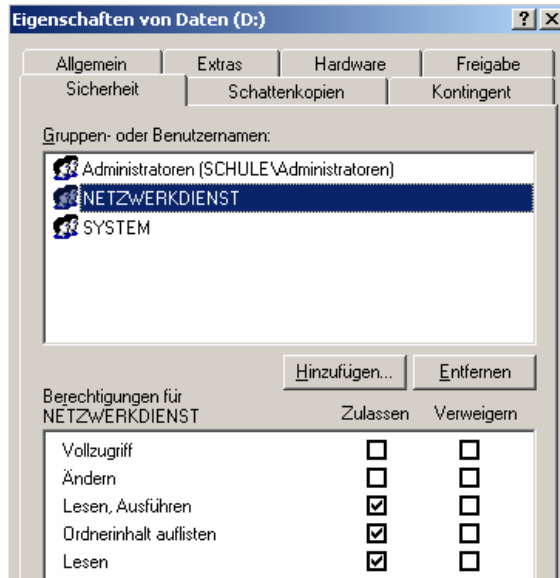 Eigenschaften von Daten (D:)
Allgemein Extras Hardware Freigabe
Sicherheit Schattenkopien Kontingent
Gruppen- oder Benutzernamen:
Administratoren (SCHULE\Administratoren)
NETZWERKDIENST
SYSTEM
Hinzufügen... Entfernen
Berechtigungen für
NETZWERKDIENST Zulassen Verweigern
Vollzugriff
Ändern
Lesen, Ausführen
Ordnerinhalt auflisten
Lesen